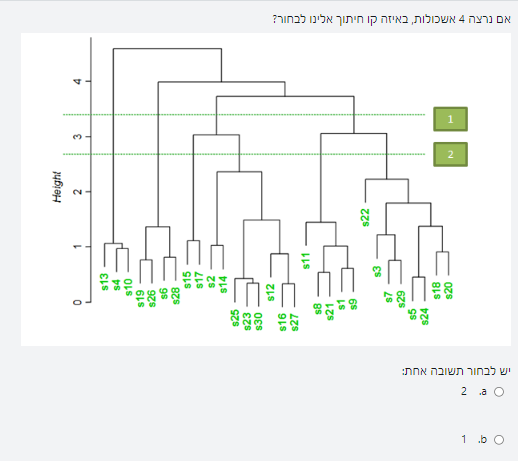 אם נרצה 4 אשכולות, באיזה קו חיתוך אלינו לבחור?
4
3
2
1
0
Height
1
2
s13
s4
s10
s19
s26
s6
s28
s15
s17
s2
s14
s25
s23
s30
s12
s16
s27
s11
s8
s21
s1
s9
s22
s3
s7
s29
s5
s24
s18
s20
יש לבחור תשובה אחת:
a. 2
b. 1